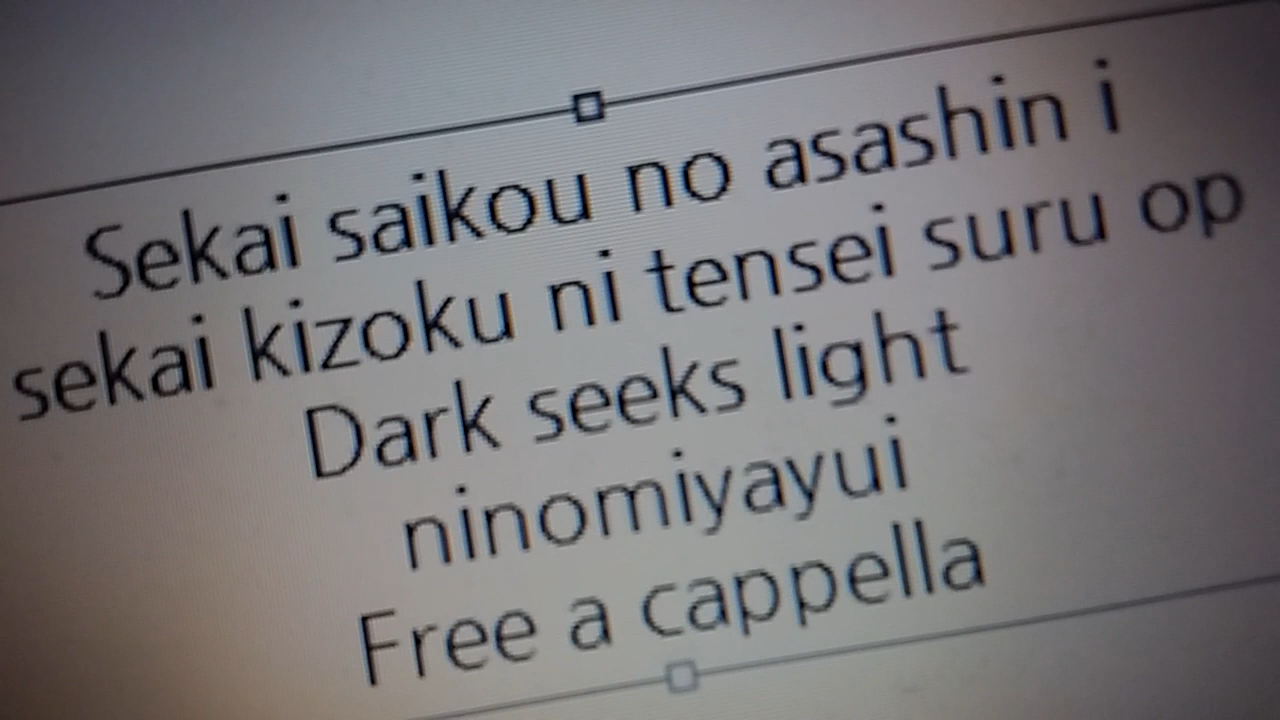 Sekai saikou no asashin i
sekai kizoku ni tensei suru op
Dark seeks light
ninomiyayui
Free a cappella